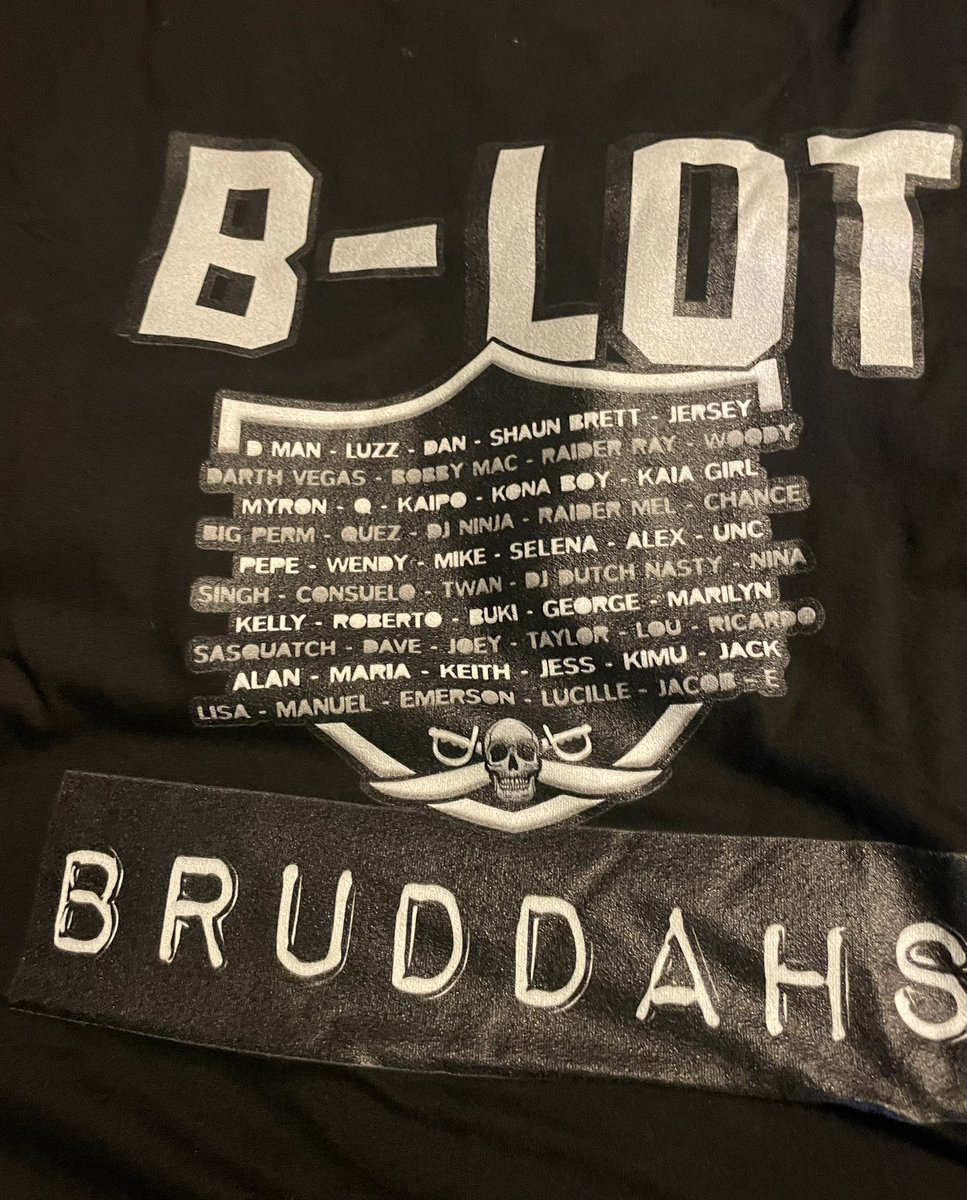 B-LOT
D MAN - LUZZ - DAN - SHAUN BRETT - JERSEY
DARTH VEGAS - BOBBY MAC - RAIDER RAY - WOODY
MYRON - Q - KAIPO - KONA BOY - KAIA GIRL
BIG PERM - QUEZ - DJ NINJA - RAIDER MEL - CHANCE
PEPE - WENDY - MIKE - SELENA - ALEX - UNC
SINGH - CONSUELO - TWAN - DJ DUTCH NASTY - NINA
KELLY - ROBERTO - BUKI - GEORGE - MARILYN
SASQUATCH - DAVE - JOEY - TAYLOR - LOU - RICARDO
ALAN - MARIA - KEITH - JESS - KIMU - JACK
LISA - MANUEL - EMERSON - LUCILLE - JACOB - E
BRUDDAHS